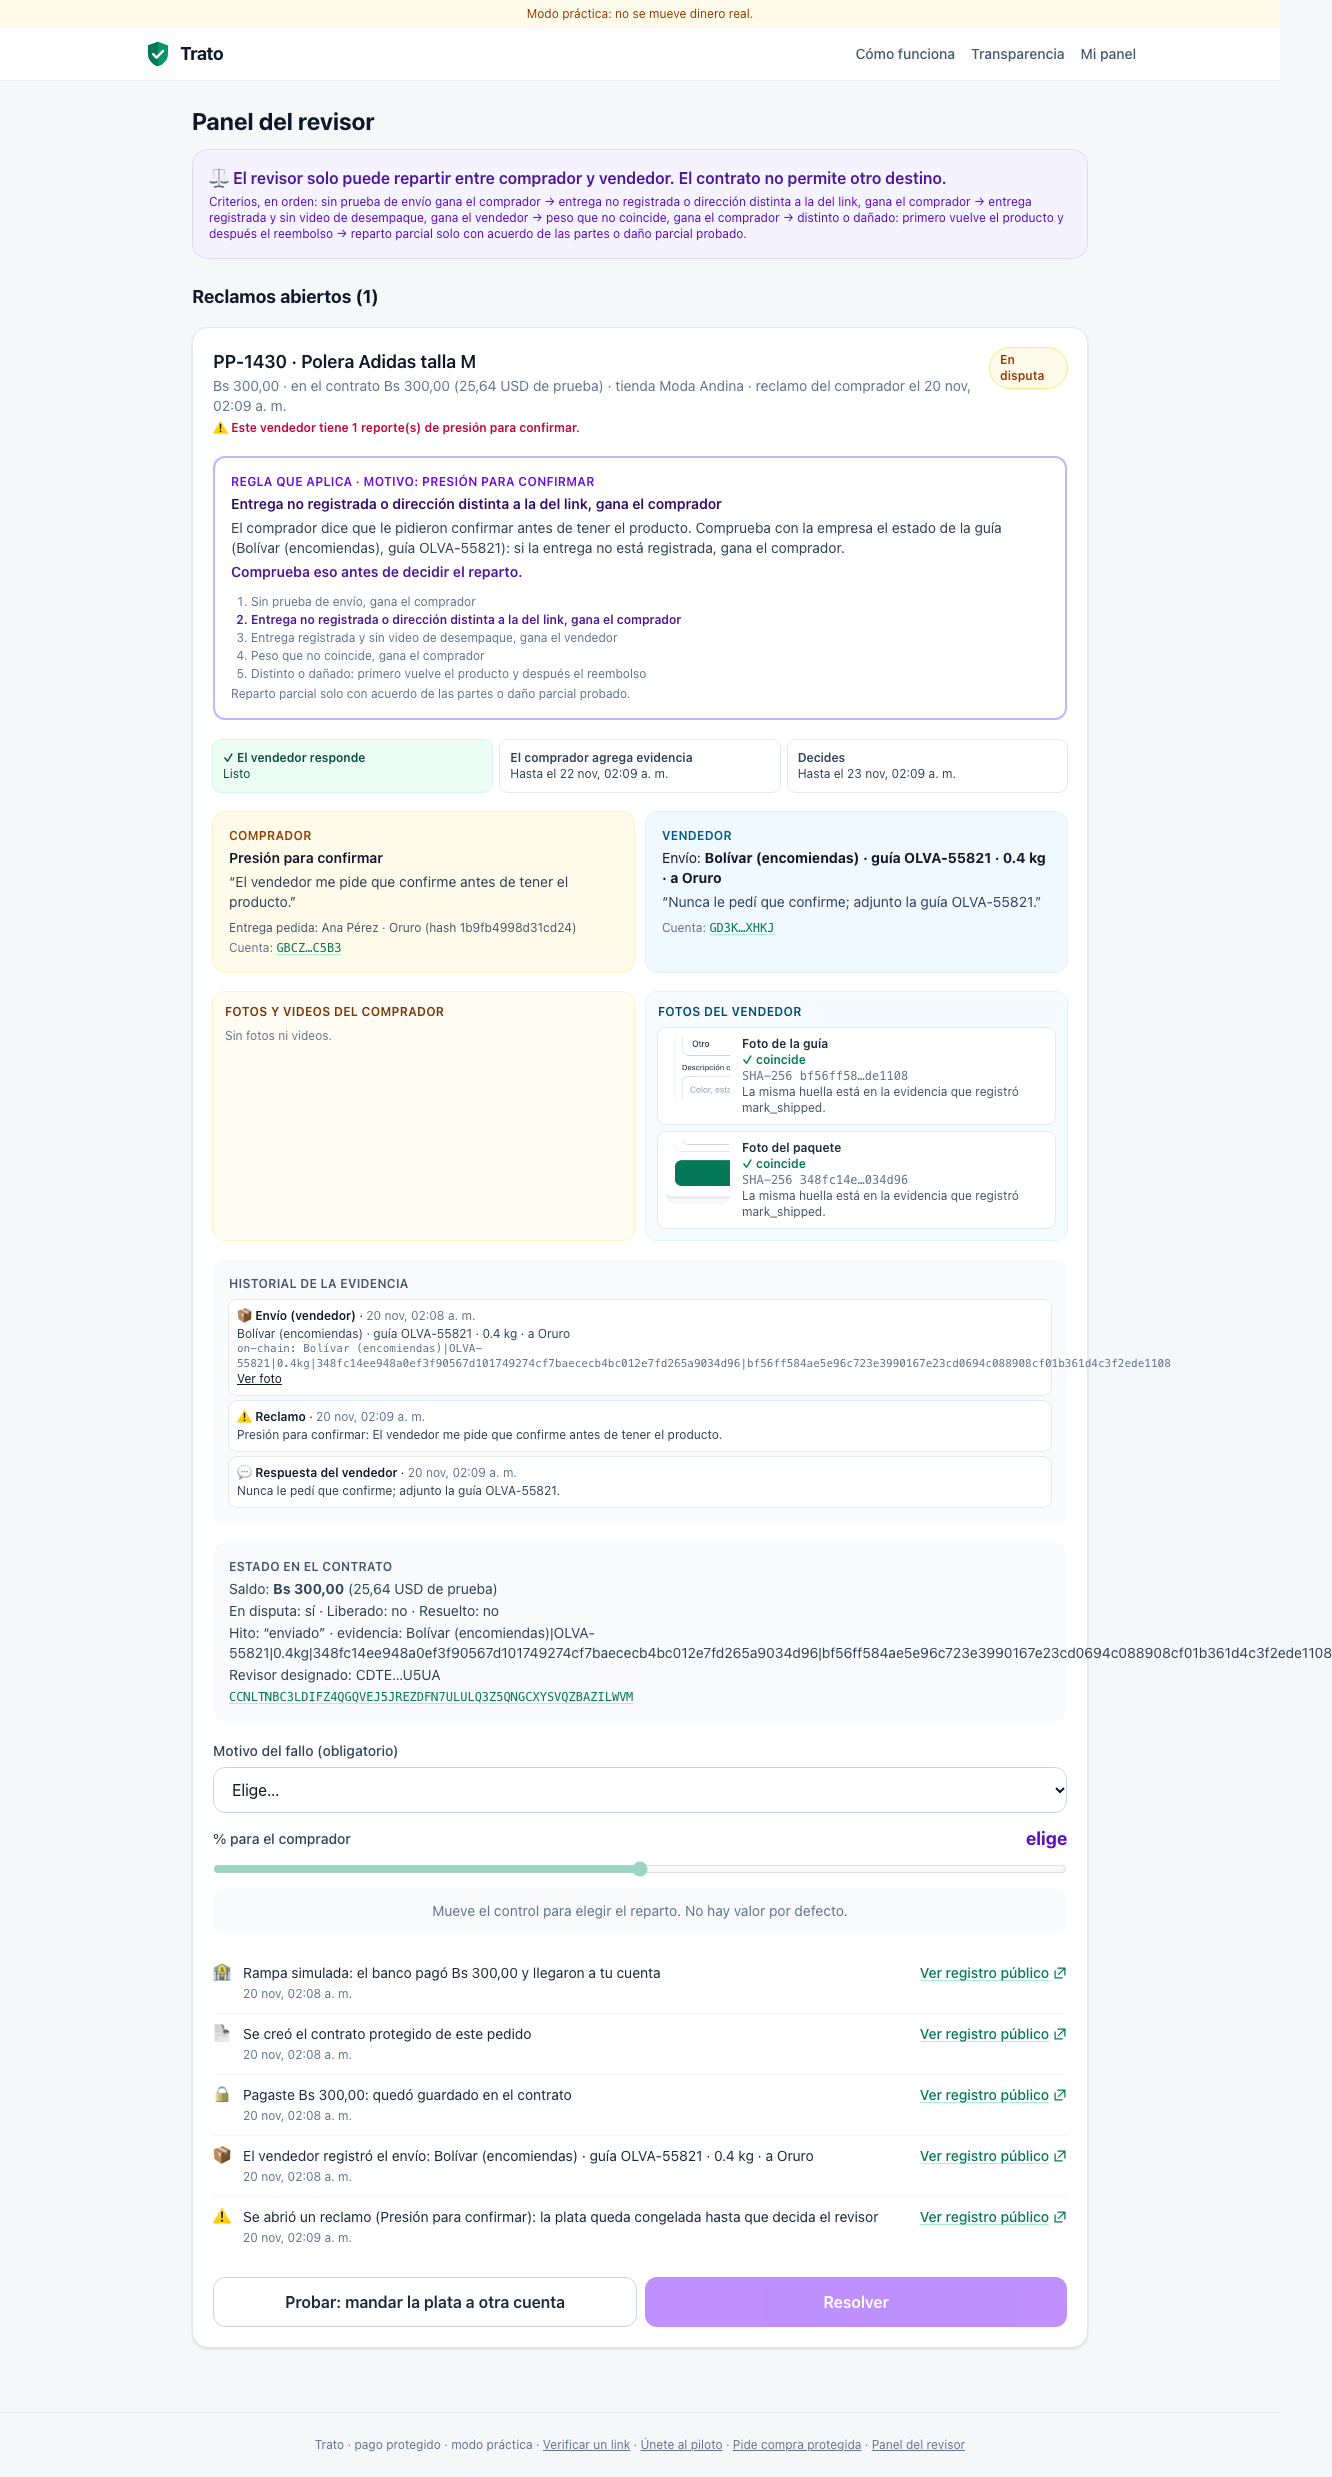 Modo práctica: no se mueve dinero real.
Trato
Cómo funciona
Transparencia
Mi panel
Panel del revisor
⚖️ El revisor solo puede repartir entre comprador y vendedor. El contrato no permite otro destino.
Criterios, en orden: sin prueba de envío gana el comprador → entrega no registrada o dirección distinta a la del link, gana el comprador → entrega
registrada y sin video de desempaque, gana el vendedor → peso que no coincide, gana el comprador → distinto o dañado: primero vuelve el producto y
después el reembolso → reparto parcial solo con acuerdo de las partes o daño parcial probado.
Reclamos abiertos (1)
PP-1430 · Polera Adidas talla M
En
disputa
Bs 300,00 · en el contrato Bs 300,00 (25,64 USD de prueba) · tienda Moda Andina · reclamo del comprador el 20 nov,
02:09 a. m.
⚠️ Este vendedor tiene 1 reporte(s) de presión para confirmar.
REGLA QUE APLICA · MOTIVO: PRESIÓN PARA CONFIRMAR
Entrega no registrada o dirección distinta a la del link, gana el comprador
El comprador dice que le pidieron confirmar antes de tener el producto. Comprueba con la empresa el estado de la guía
(Bolívar (encomiendas), guía OLVA-55821): si la entrega no está registrada, gana el comprador.
Comprueba eso antes de decidir el reparto.
1. Sin prueba de envío, gana el comprador
2. Entrega no registrada o dirección distinta a la del link, gana el comprador
3. Entrega registrada y sin video de desempaque, gana el vendedor
4. Peso que no coincide, gana el comprador
5. Distinto o dañado: primero vuelve el producto y después el reembolso
Reparto parcial solo con acuerdo de las partes o daño parcial probado.
✓ El vendedor responde
Listo
El comprador agrega evidencia
Hasta el 22 nov, 02:09 a. m.
Decides
Hasta el 23 nov, 02:09 a. m.
COMPRADOR
Presión para confirmar
“El vendedor me pide que confirme antes de tener el
producto.”
Entrega pedida: Ana Pérez · Oruro (hash 1b9fb4998d31cd24)
Cuenta: GBCZ…C5B3
VENDEDOR
Envío: Bolívar (encomiendas) · guía OLVA-55821 · 0.4 kg
· a Oruro
“Nunca le pedí que confirme; adjunto la guía OLVA-55821.”
Cuenta: GD3K…XHKJ
FOTOS Y VIDEOS DEL COMPRADOR
Sin fotos ni videos.
FOTOS DEL VENDEDOR
Otro
Descripción c
Color, esta
Foto de la guía
✓ coincide
SHA-256 bf56ff58…de1108
La misma huella está en la evidencia que registró
mark_shipped.
Foto del paquete
✓ coincide
SHA-256 348fc14e…034d96
La misma huella está en la evidencia que registró
mark_shipped.
HISTORIAL DE LA EVIDENCIA
📦 Envío (vendedor) · 20 nov, 02:08 a. m.
Bolívar (encomiendas) · guía OLVA-55821 · 0.4 kg · a Oruro
on-chain: Bolívar (encomiendas)|OLVA-
55821|0.4kg|348fc14ee948a0ef3f90567d101749274cf7baececb4bc012e7fd265a9034d96|bf56ff584ae5e96c723e3990167e23cd0694c088908cf01b361d4c3f2ede1108
Ver foto
⚠️ Reclamo · 20 nov, 02:09 a. m.
Presión para confirmar: El vendedor me pide que confirme antes de tener el producto.
💬 Respuesta del vendedor · 20 nov, 02:09 a. m.
Nunca le pedí que confirme; adjunto la guía OLVA-55821.
ESTADO EN EL CONTRATO
Saldo: Bs 300,00 (25,64 USD de prueba)
En disputa: sí · Liberado: no · Resuelto: no
Hito: “enviado” · evidencia: Bolívar (encomiendas)|OLVA-
55821|0.4kg|348fc14ee948a0ef3f90567d101749274cf7baececb4bc012e7fd265a9034d96|bf56ff584ae5e96c723e3990167e23cd0694c088908cf01b361d4c3f2ede1108
Revisor designado: CDTE…U5UA
CCNLTNBC3LDIFZ4QGQVEJ5JREZDFN7ULULQ3Z5QNGCXYSVQZBAZILWVM
Motivo del fallo (obligatorio)
Elige...
% para el comprador
elige
Mueve el control para elegir el reparto. No hay valor por defecto.
Rampa simulada: el banco pagó Bs 300,00 y llegaron a tu cuenta
Ver registro público
20 nov, 02:08 a. m.
Se creó el contrato protegido de este pedido
Ver registro público
20 nov, 02:08 a. m.
Pagaste Bs 300,00: quedó guardado en el contrato
Ver registro público
20 nov, 02:08 a. m.
El vendedor registró el envío: Bolívar (encomiendas) · guía OLVA-55821 · 0.4 kg · a Oruro
Ver registro público
20 nov, 02:08 a. m.
Se abrió un reclamo (Presión para confirmar): la plata queda congelada hasta que decida el revisor
Ver registro público
20 nov, 02:09 a. m.
Probar: mandar la plata a otra cuenta
Resolver
Trato · pago protegido · modo práctica · Verificar un link · Únete al piloto · Pide compra protegida · Panel del revisor